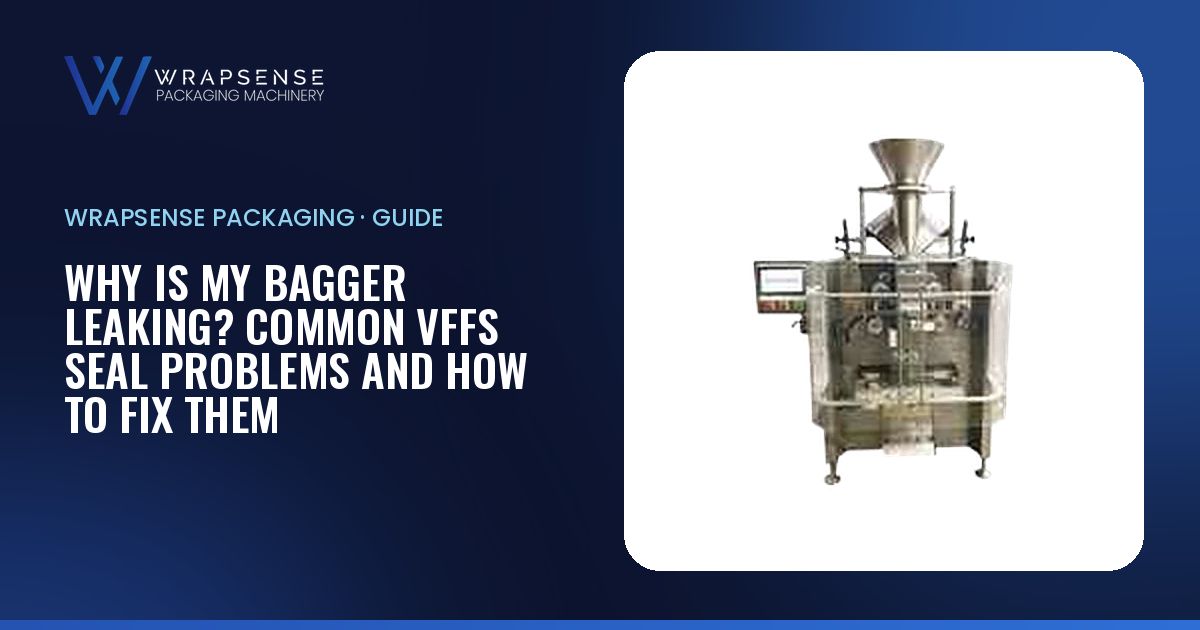 WRAPSENSE
PACKAGING MACHINERY
WRAPSENSE PACKAGING · GUIDE
WHY IS MY BAGGER
LEAKING? COMMON VFFS
SEAL PROBLEMS AND HOW
TO FIX THEM